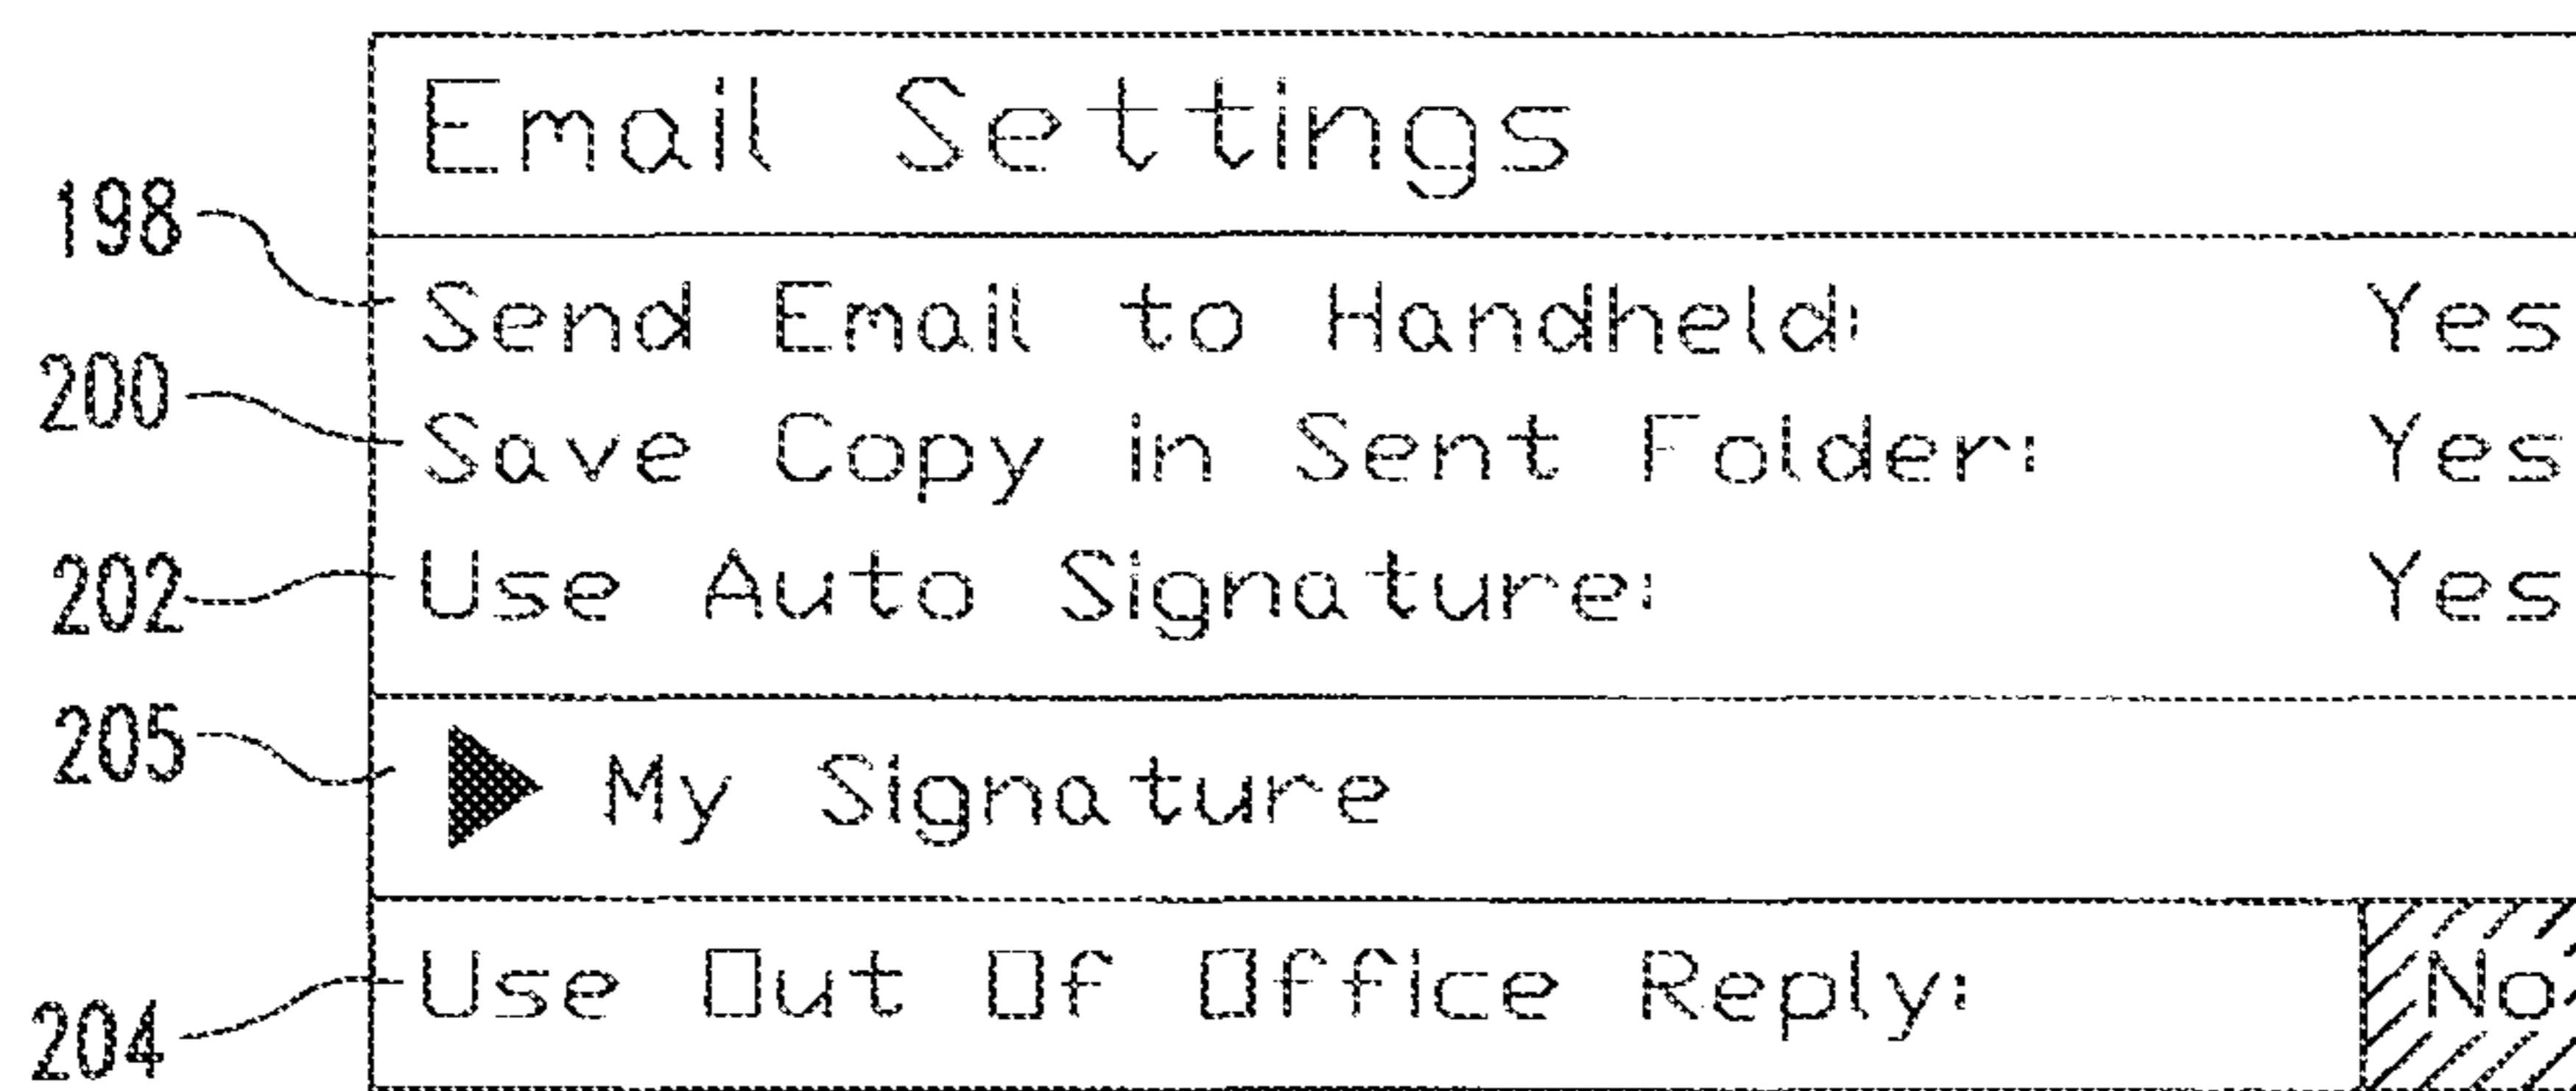 Email Settings
198
Send Email to Handheld: Yes
200
Save Copy in Sent Folder: Yes
202
Use Auto Signature: Yes
205
My Signature
204
Use Out Of Office Reply: No